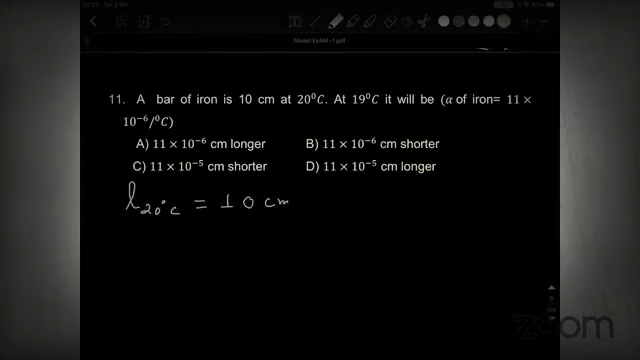 Model ExAM -1.pdf
11. A bar of iron is 10 cm at 20⁰C. At 19⁰C it will be (α of iron= 11 ×
10⁻⁶/⁰C)
A) 11 × 10⁻⁶ cm longer B) 11 × 10⁻⁶ cm shorter
C) 11 × 10⁻⁵ cm shorter D) 11 × 10⁻⁵ cm longer
l₂₀°C = 10 cm
zoom